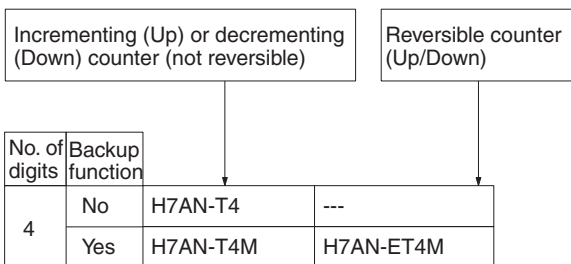 Incrementing (Up) or decrementing
(Down) counter (not reversible)
Reversible counter
(Up/Down)
No. of
digits
Backup
function
4
No
H7AN-T4
---
Yes
H7AN-T4M
H7AN-ET4M